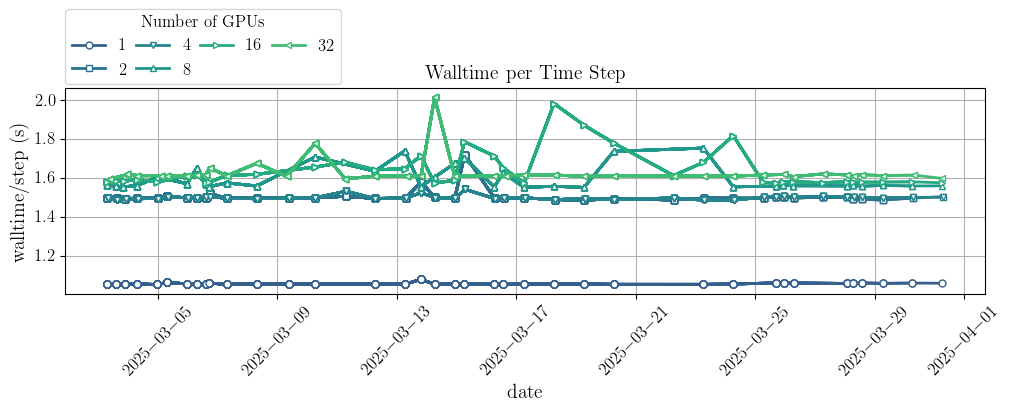 Number of GPUs
1 4 16 32
2 8
Walltime per Time Step
walltime/step (s)
2.0
1.8
1.6
1.4
1.2
2025−03−05
2025−03−09
2025−03−13
2025−03−17
2025−03−21
2025−03−25
2025−03−29
2025−04−01
date